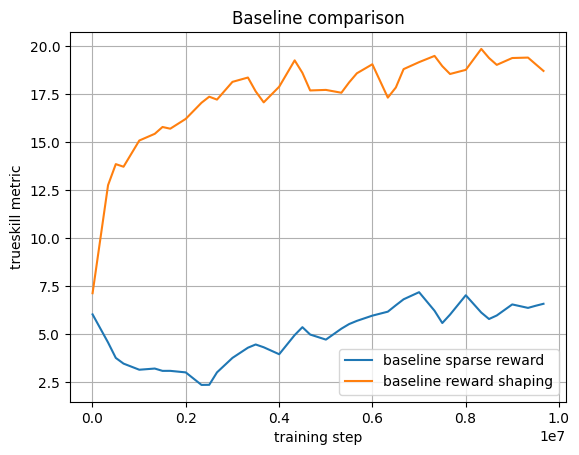 Baseline comparison
trueskill metric
20.0
17.5
15.0
12.5
10.0
7.5
5.0
2.5
baseline sparse reward
baseline reward shaping
0.0 0.2 0.4 0.6 0.8 1.0
1e7
training step